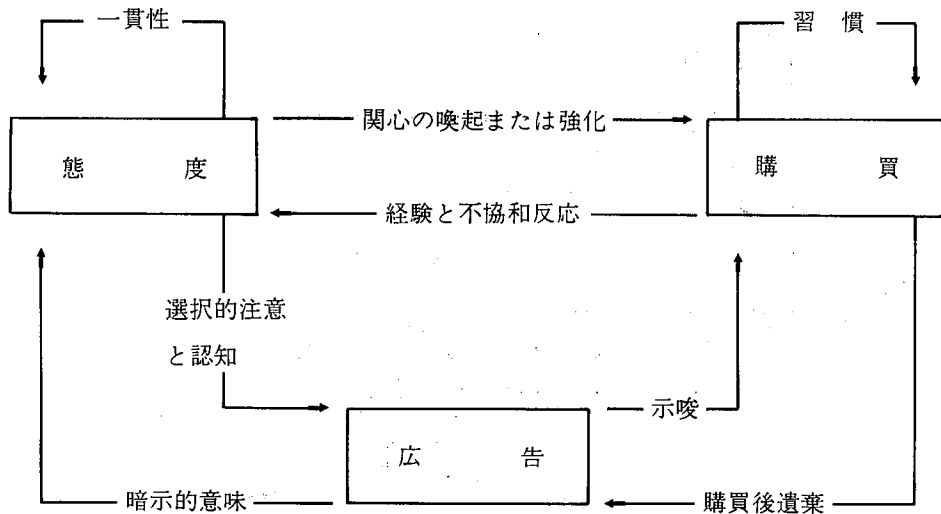 一貫性
習 慣
関心の喚起または強化
態 度
購 買
経験と不協和反応
選択的注意
と認知
示唆
広 告
暗示的意味
購買後遺棄